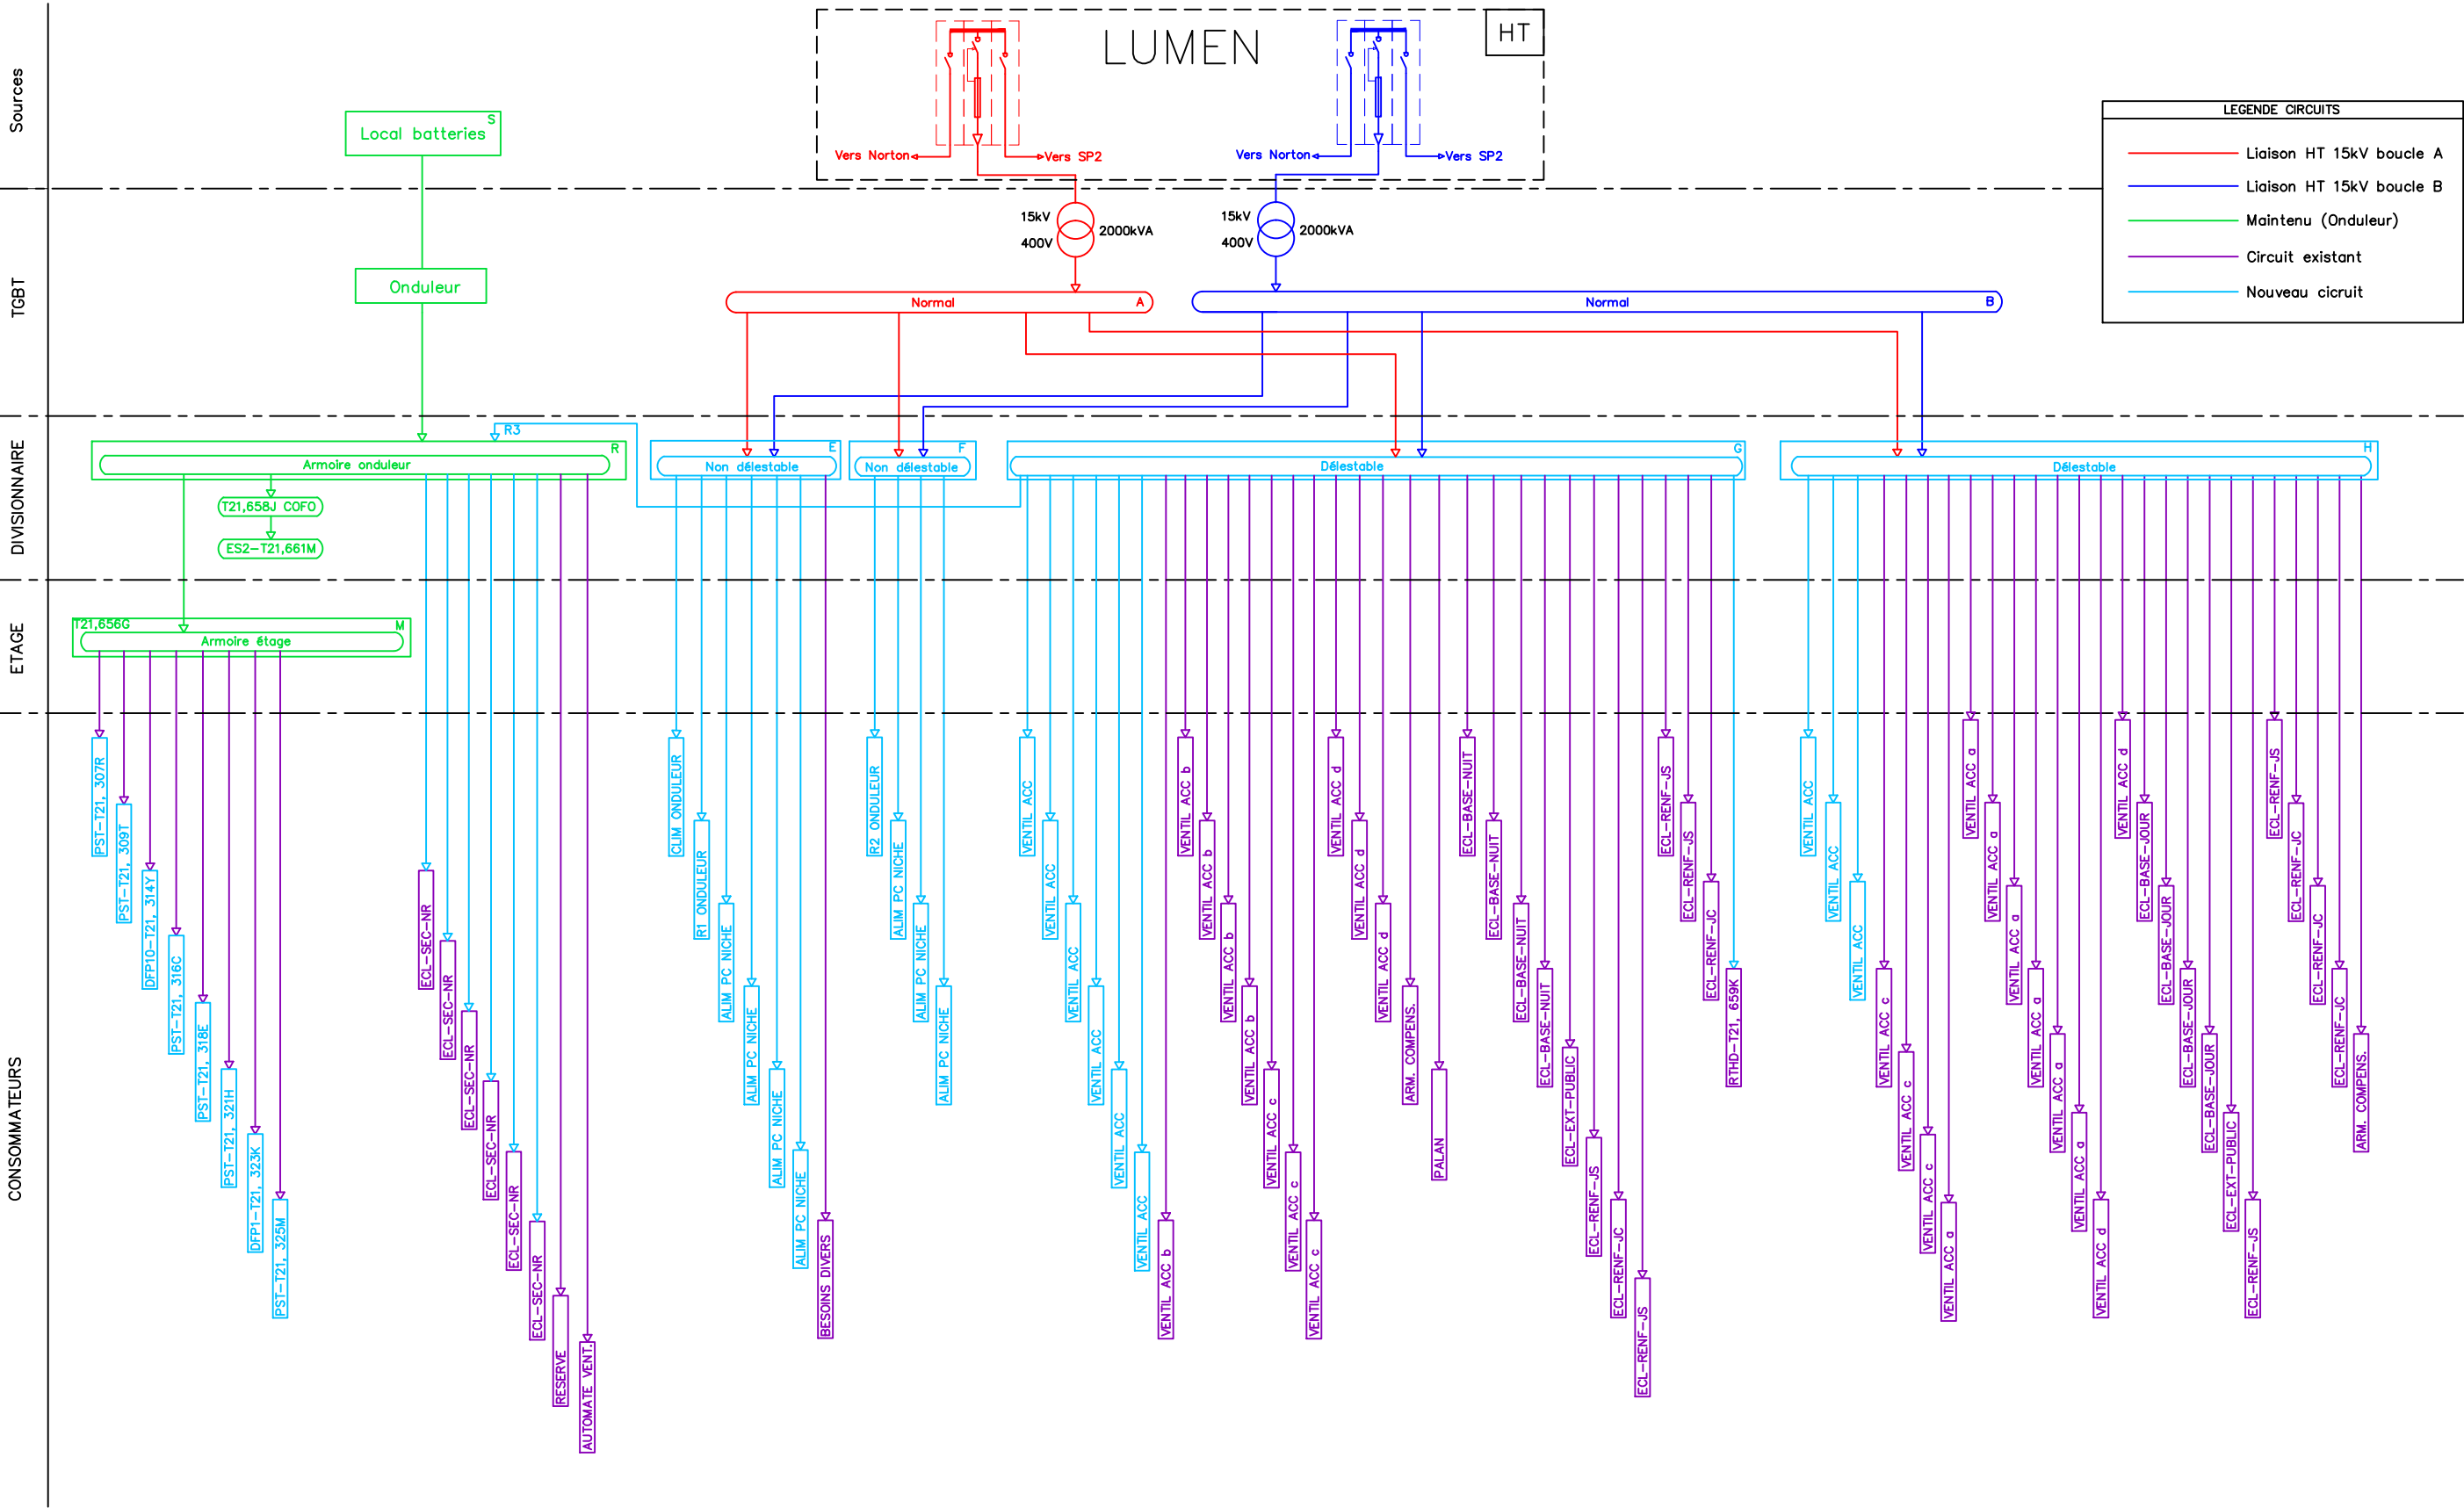 Sources
TGBT
DIVISIONNAIRE
ETAGE
CONSOMMATEURS
LUMEN
HT
Vers Norton
Vers SP2
Vers Norton
Vers SP2
LEGENDE CIRCUITS
Liaison HT 15kV boucle A
Liaison HT 15kV boucle B
Maintenu (Onduleur)
Circuit existant
Nouveau cicruit
Local batteries
S
Onduleur
15kV
400V
2000kVA
15kV
400V
2000kVA
Normal
A
Normal
B
R3
R
Armoire onduleur
E
Non délestable
F
Non délestable
G
Délestable
H
Délestable
T21,658J COFO
ES2-T21,661M
T21,656G
M
Armoire étage
PST-T21, 307R
PST-T21, 309T
DFP10-T21, 314Y
PST-T21, 316C
PST-T21, 318E
PST-T21, 321H
DFP1-T21, 323K
PST-T21, 325M
ECL-SEC-NR
ECL-SEC-NR
ECL-SEC-NR
ECL-SEC-NR
ECL-SEC-NR
ECL-SEC-NR
RESERVE
AUTOMATE VENT.
CLIM ONDULEUR
R1 ONDULEUR
ALIM PC NICHE
ALIM PC NICHE
ALIM PC NICHE
ALIM PC NICHE
BESOINS DIVERS
R2 ONDULEUR
ALIM PC NICHE
ALIM PC NICHE
ALIM PC NICHE
VENTIL ACC
VENTIL ACC
VENTIL ACC
VENTIL ACC
VENTIL ACC
VENTIL ACC
VENTIL ACC b
VENTIL ACC b
VENTIL ACC b
VENTIL ACC b
VENTIL ACC b
VENTIL ACC c
VENTIL ACC c
VENTIL ACC c
VENTIL ACC d
VENTIL ACC d
VENTIL ACC d
ARM. COMPENS.
PALAN
ECL-BASE-NUIT
ECL-BASE-NUIT
ECL-BASE-NUIT
ECL-BASE-NUIT
ECL-EXT-PUBLIC
ECL-RENF-JS
ECL-RENF-JC
ECL-RENF-JS
ECL-RENF-JS
ECL-RENF-JS
ECL-RENF-JC
RTHD-T21, 659K
VENTIL ACC
VENTIL ACC
VENTIL ACC
VENTIL ACC c
VENTIL ACC c
VENTIL ACC c
VENTIL ACC a
VENTIL ACC a
VENTIL ACC a
VENTIL ACC a
VENTIL ACC a
VENTIL ACC a
VENTIL ACC a
VENTIL ACC d
VENTIL ACC d
ECL-BASE-JOUR
ECL-BASE-JOUR
ECL-BASE-JOUR
ECL-BASE-JOUR
ECL-EXT-PUBLIC
ECL-RENF-JS
ECL-RENF-JS
ECL-RENF-JC
ECL-RENF-JC
ECL-RENF-JC
ARM. COMPENS.